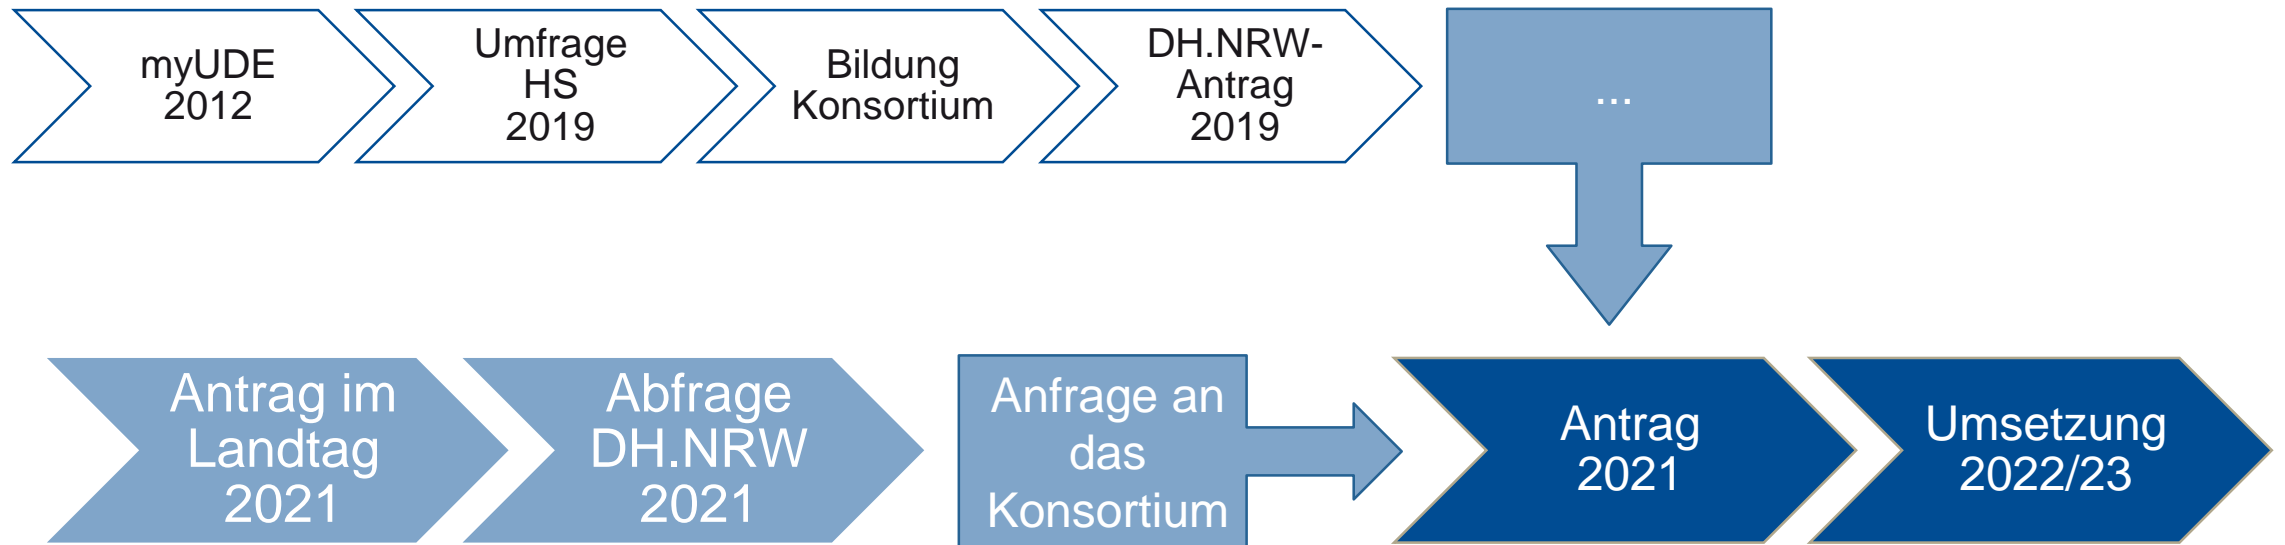 myUDE
2012
Umfrage
HS
2019
Bildung
Konsortium
DH.NRW-
Antrag
2019
...
Antrag im
Landtag
2021
Abfrage
DH.NRW
2021
Anfrage an
das
Konsortium
Antrag
2021
Umsetzung
2022/23